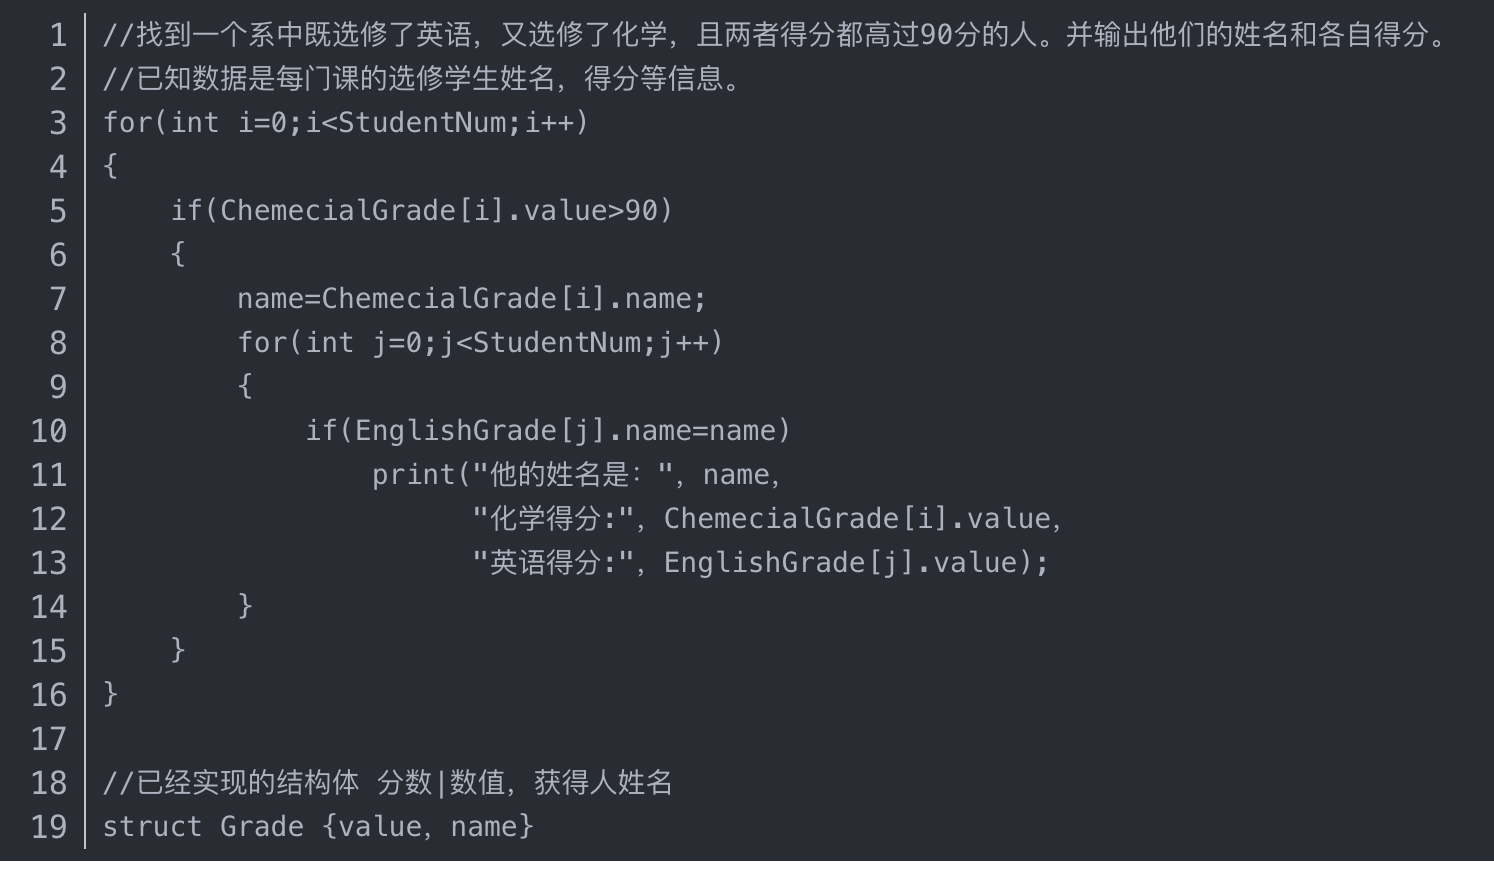 1 //找到一个系中既选修了英语，又选修了化学，且两者得分都高过90分的人。并输出他们的姓名和各自得分。
2 //已知数据是每门课的选修学生姓名，得分等信息。
3 for(int i=0;i<StudentNum;i++)
4 {
5     if(ChemecialGrade[i].value>90)
6     {
7         name=ChemecialGrade[i].name;
8         for(int j=0;j<StudentNum;j++)
9         {
10             if(EnglishGrade[j].name=name)
11                 print("他的姓名是：", name,
12                       "化学得分:", ChemecialGrade[i].value,
13                       "英语得分:", EnglishGrade[j].value);
14         }
15     }
16 }
17
18 //已经实现的结构体 分数|数值，获得人姓名
19 struct Grade {value, name}